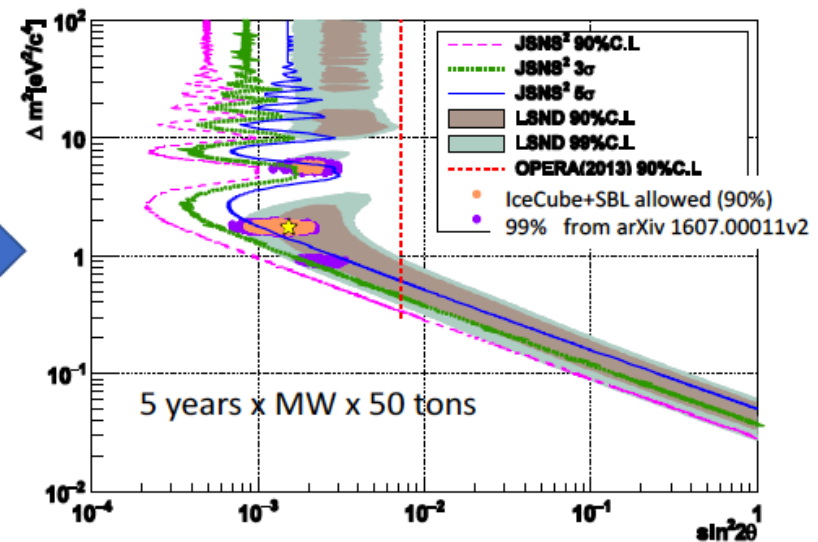 Δ m²[eV²/c⁴]
10²
10
1
10⁻¹
10⁻²
JSNS² 90%C.L
JSNS² 3σ
JSNS² 5σ
LSND 90%C.L
LSND 99%C.L
OPERA(2013) 90%C.L
IceCube+SBL allowed (90%)
99% from arXiv 1607.00011v2
5 years x MW x 50 tons
10⁻⁴ 10⁻³ 10⁻² 10⁻¹ 1
sin²2θ